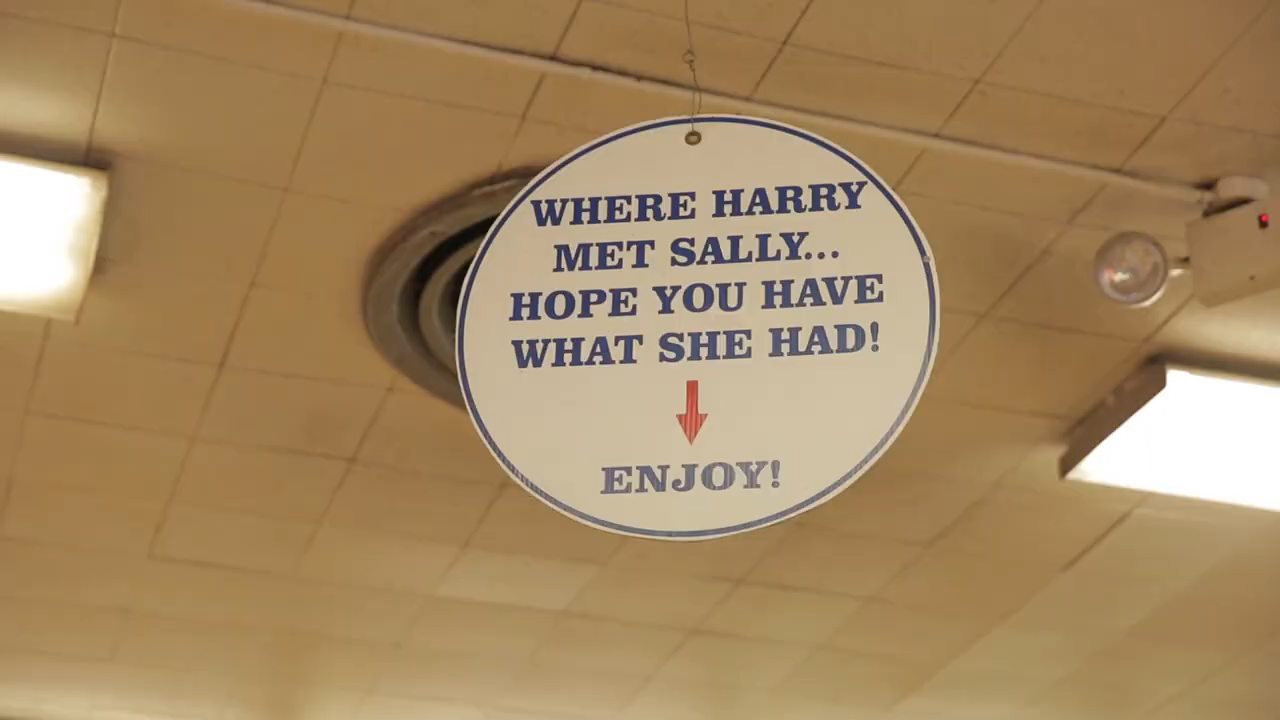 WHERE HARRY
MET SALLY...
HOPE YOU HAVE
WHAT SHE HAD!
ENJOY!